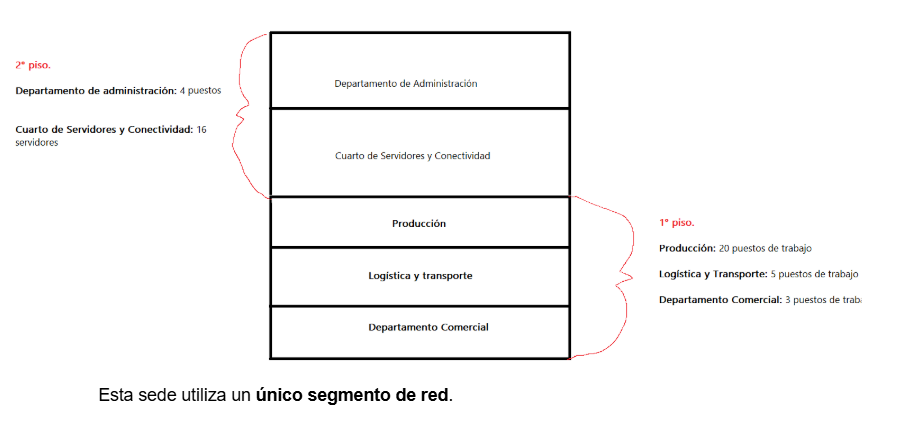 2° piso.
Departamento de administración: 4 puestos
Cuarto de Servidores y Conectividad: 16
servidores
Departamento de Administración
Cuarto de Servidores y Conectividad
Producción
Logística y transporte
Departamento Comercial
1° piso.
Producción: 20 puestos de trabajo
Logística y Transporte: 5 puestos de trabajo
Departamento Comercial: 3 puestos de traba
Esta sede utiliza un único segmento de red.